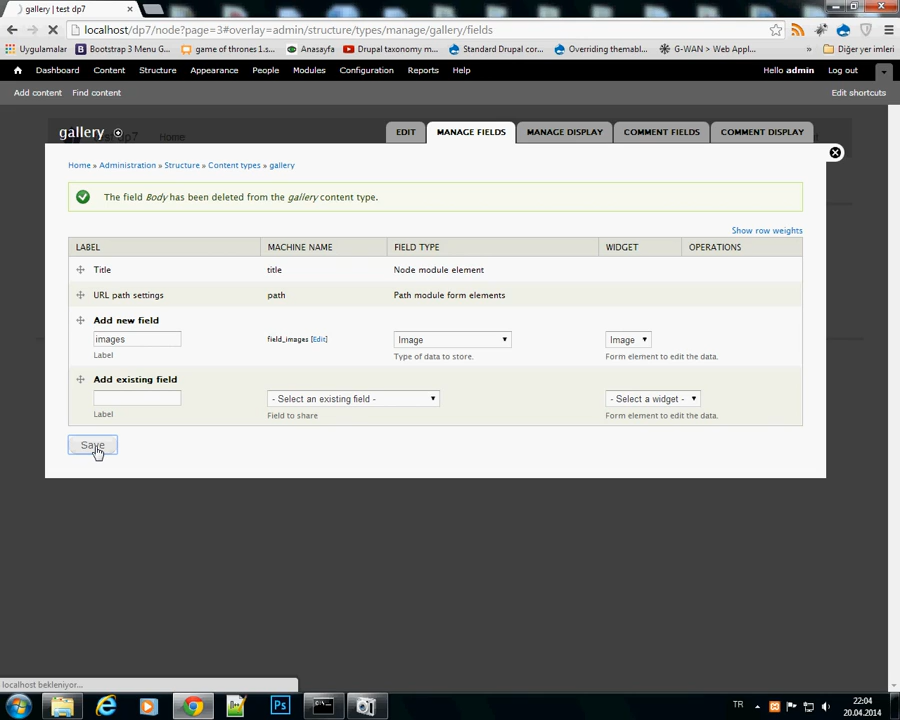 gallery | test dp7
localhost/dp7/node?page=3#overlay=admin/structure/types/manage/gallery/fields
Uygulamalar
Bootstrap 3 Menu G...
game of thrones 1.s...
Anasayfa
Drupal taxonomy m...
Standard Drupal cor...
Overriding themabl...
G-WAN > Web Appl...
»
Diğer yer imleri
Dashboard Content Structure Appearance People Modules Configuration Reports Help
Hello admin Log out
Add content Find content
Edit shortcuts
gallery
Home
EDIT
MANAGE FIELDS
MANAGE DISPLAY
COMMENT FIELDS
COMMENT DISPLAY
Home » Administration » Structure » Content types » gallery
The field Body has been deleted from the gallery content type.
Show row weights
LABEL MACHINE NAME FIELD TYPE WIDGET OPERATIONS
Title title Node module element
URL path settings path Path module form elements
Add new field
images field_images [Edit] Image Image
Label Type of data to store. Form element to edit the data.
Add existing field
- Select an existing field - - Select a widget -
Label Field to share Form element to edit the data.
Save
localhost bekleniyor...
Ps
TR
22:04
20.04.2014